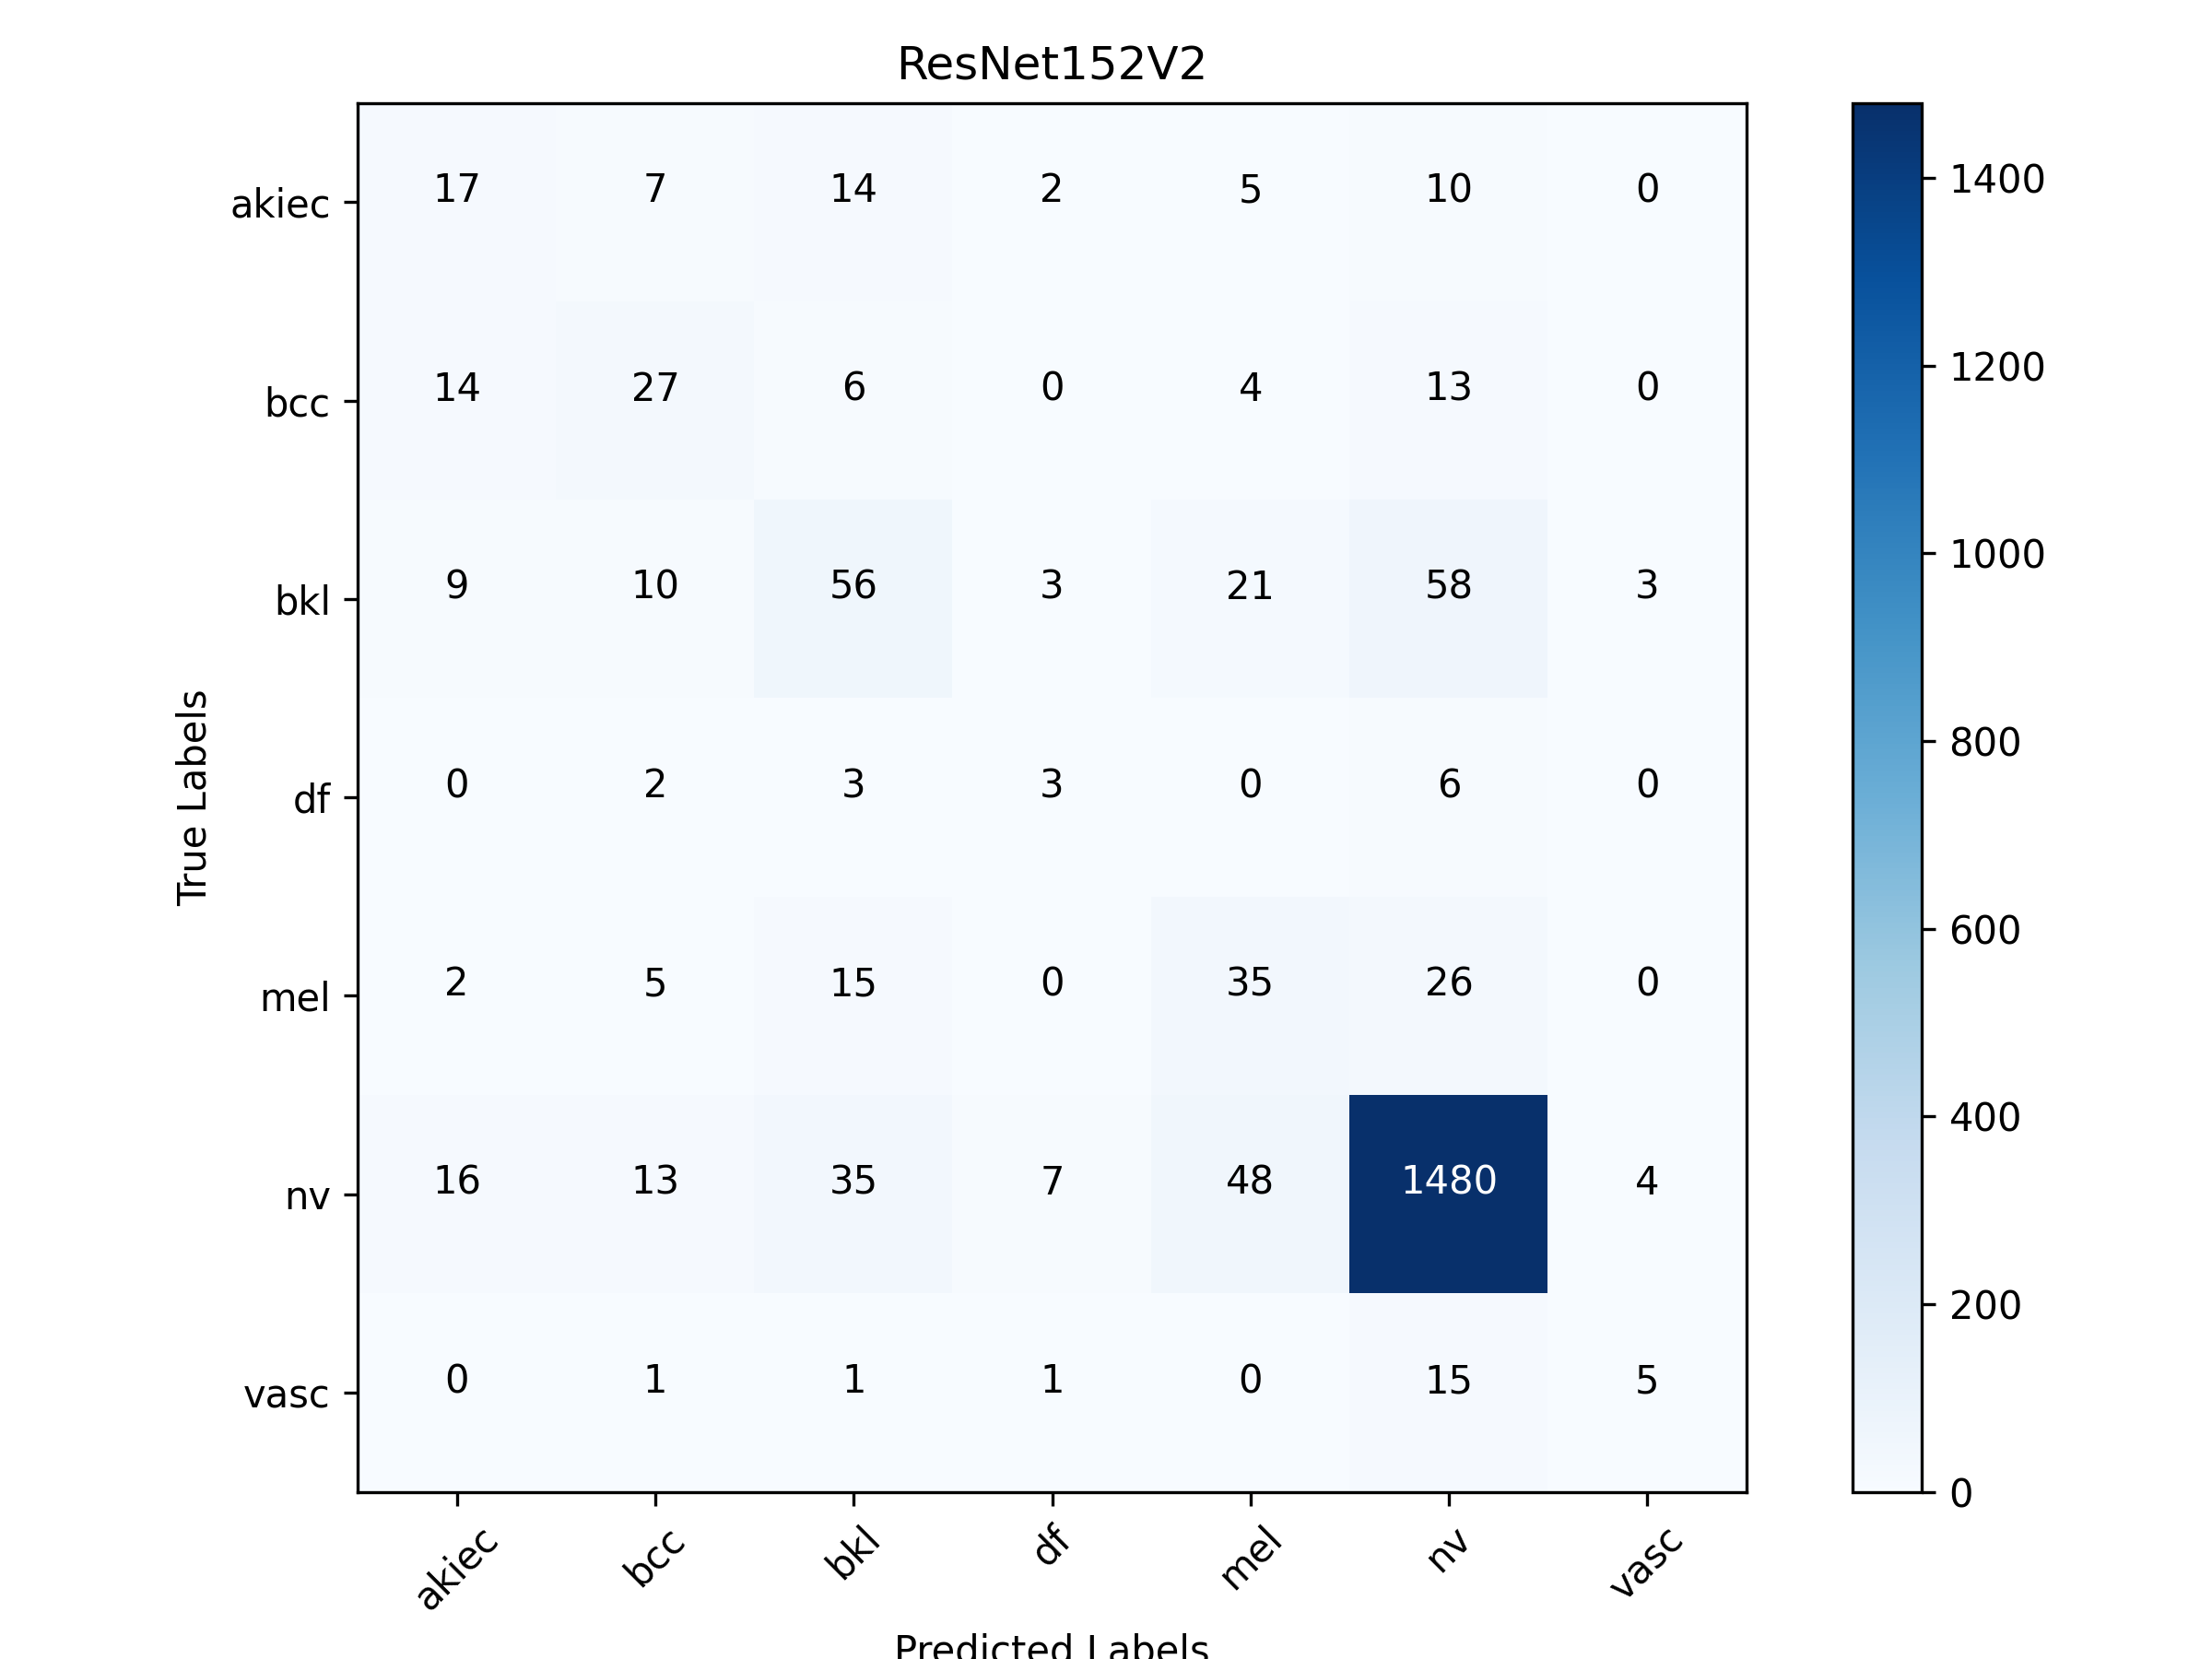 ResNet152V2
akiec 17 7 14 2 5 10 0
bcc 14 27 6 0 4 13 0
bkl 9 10 56 3 21 58 3
df 0 2 3 3 0 6 0
mel 2 5 15 0 35 26 0
nv 16 13 35 7 48 1480 4
vasc 0 1 1 1 0 15 5
akiec bcc bkl df mel nv vasc
Predicted Labels
True Labels
1400
1200
1000
800
600
400
200
0